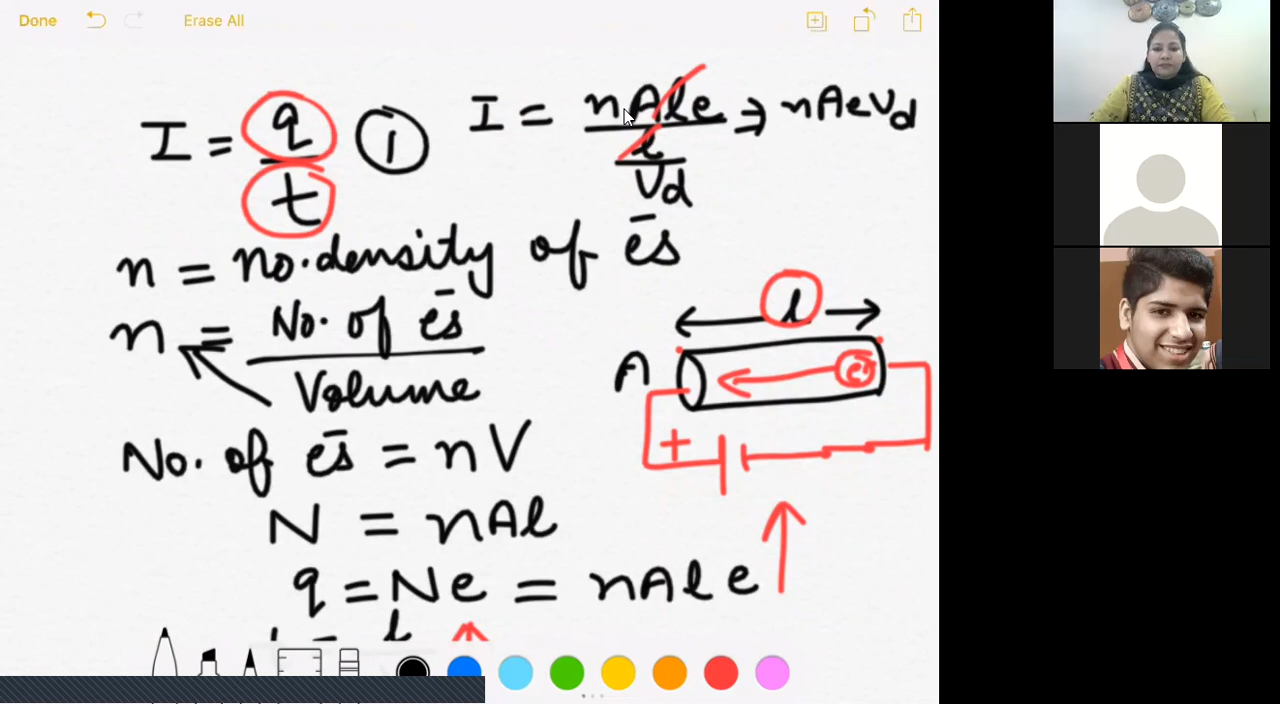 Done Erase All
I = q/t ① I = nAle / (l/Vd) ⇒ nAeVd
n = no. density of ēs
n = No. of ēs / Volume
l
A e +
No. of ēs = nV
N = nAl
q = Ne = nAle